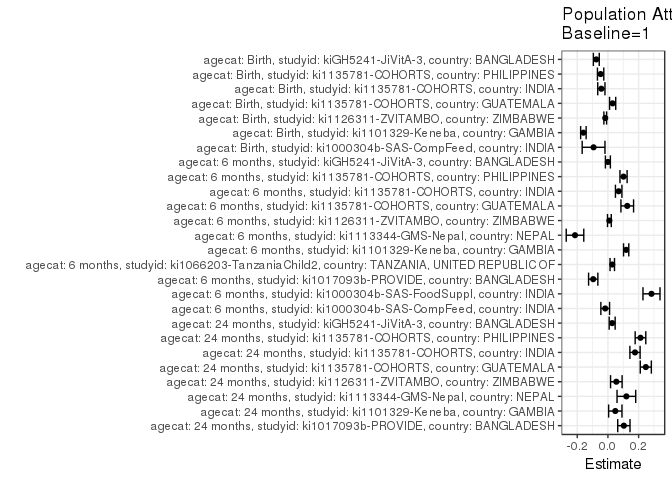 Population Att
Baseline=1
agecat: Birth, studyid: kiGH5241-JiVitA-3, country: BANGLADESH
agecat: Birth, studyid: ki1135781-COHORTS, country: PHILIPPINES
agecat: Birth, studyid: ki1135781-COHORTS, country: INDIA
agecat: Birth, studyid: ki1135781-COHORTS, country: GUATEMALA
agecat: Birth, studyid: ki1126311-ZVITAMBO, country: ZIMBABWE
agecat: Birth, studyid: ki1101329-Keneba, country: GAMBIA
agecat: Birth, studyid: ki1000304b-SAS-CompFeed, country: INDIA
agecat: 6 months, studyid: kiGH5241-JiVitA-3, country: BANGLADESH
agecat: 6 months, studyid: ki1135781-COHORTS, country: PHILIPPINES
agecat: 6 months, studyid: ki1135781-COHORTS, country: INDIA
agecat: 6 months, studyid: ki1135781-COHORTS, country: GUATEMALA
agecat: 6 months, studyid: ki1126311-ZVITAMBO, country: ZIMBABWE
agecat: 6 months, studyid: ki1113344-GMS-Nepal, country: NEPAL
agecat: 6 months, studyid: ki1101329-Keneba, country: GAMBIA
agecat: 6 months, studyid: ki1066203-TanzaniaChild2, country: TANZANIA, UNITED REPUBLIC OF
agecat: 6 months, studyid: ki1017093b-PROVIDE, country: BANGLADESH
agecat: 6 months, studyid: ki1000304b-SAS-FoodSuppl, country: INDIA
agecat: 6 months, studyid: ki1000304b-SAS-CompFeed, country: INDIA
agecat: 24 months, studyid: kiGH5241-JiVitA-3, country: BANGLADESH
agecat: 24 months, studyid: ki1135781-COHORTS, country: PHILIPPINES
agecat: 24 months, studyid: ki1135781-COHORTS, country: INDIA
agecat: 24 months, studyid: ki1135781-COHORTS, country: GUATEMALA
agecat: 24 months, studyid: ki1126311-ZVITAMBO, country: ZIMBABWE
agecat: 24 months, studyid: ki1113344-GMS-Nepal, country: NEPAL
agecat: 24 months, studyid: ki1101329-Keneba, country: GAMBIA
agecat: 24 months, studyid: ki1017093b-PROVIDE, country: BANGLADESH
-0.2 0.0 0.2
Estimate